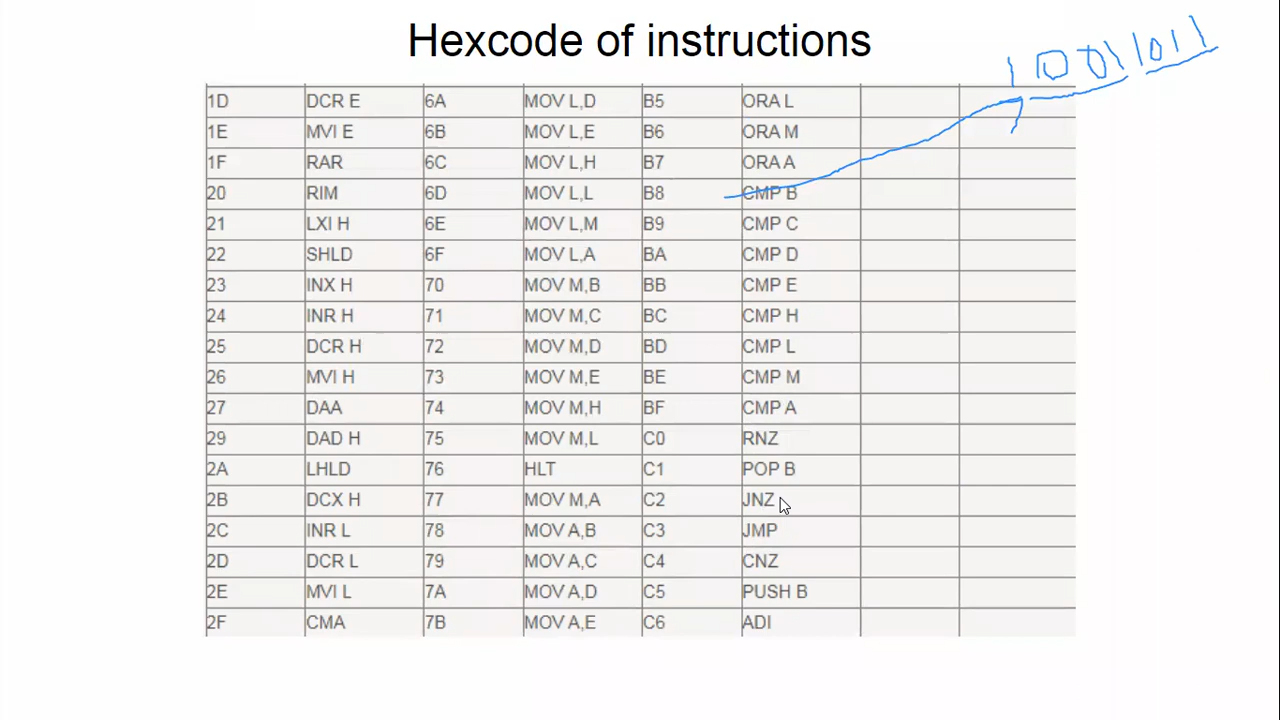 Hexcode of instructions
10011011
1D DCR E 6A MOV L,D B5 ORA L
1E MVI E 6B MOV L,E B6 ORA M
1F RAR 6C MOV L,H B7 ORA A
20 RIM 6D MOV L,L B8 CMP B
21 LXI H 6E MOV L,M B9 CMP C
22 SHLD 6F MOV L,A BA CMP D
23 INX H 70 MOV M,B BB CMP E
24 INR H 71 MOV M,C BC CMP H
25 DCR H 72 MOV M,D BD CMP L
26 MVI H 73 MOV M,E BE CMP M
27 DAA 74 MOV M,H BF CMP A
29 DAD H 75 MOV M,L C0 RNZ
2A LHLD 76 HLT C1 POP B
2B DCX H 77 MOV M,A C2 JNZ
2C INR L 78 MOV A,B C3 JMP
2D DCR L 79 MOV A,C C4 CNZ
2E MVI L 7A MOV A,D C5 PUSH B
2F CMA 7B MOV A,E C6 ADI